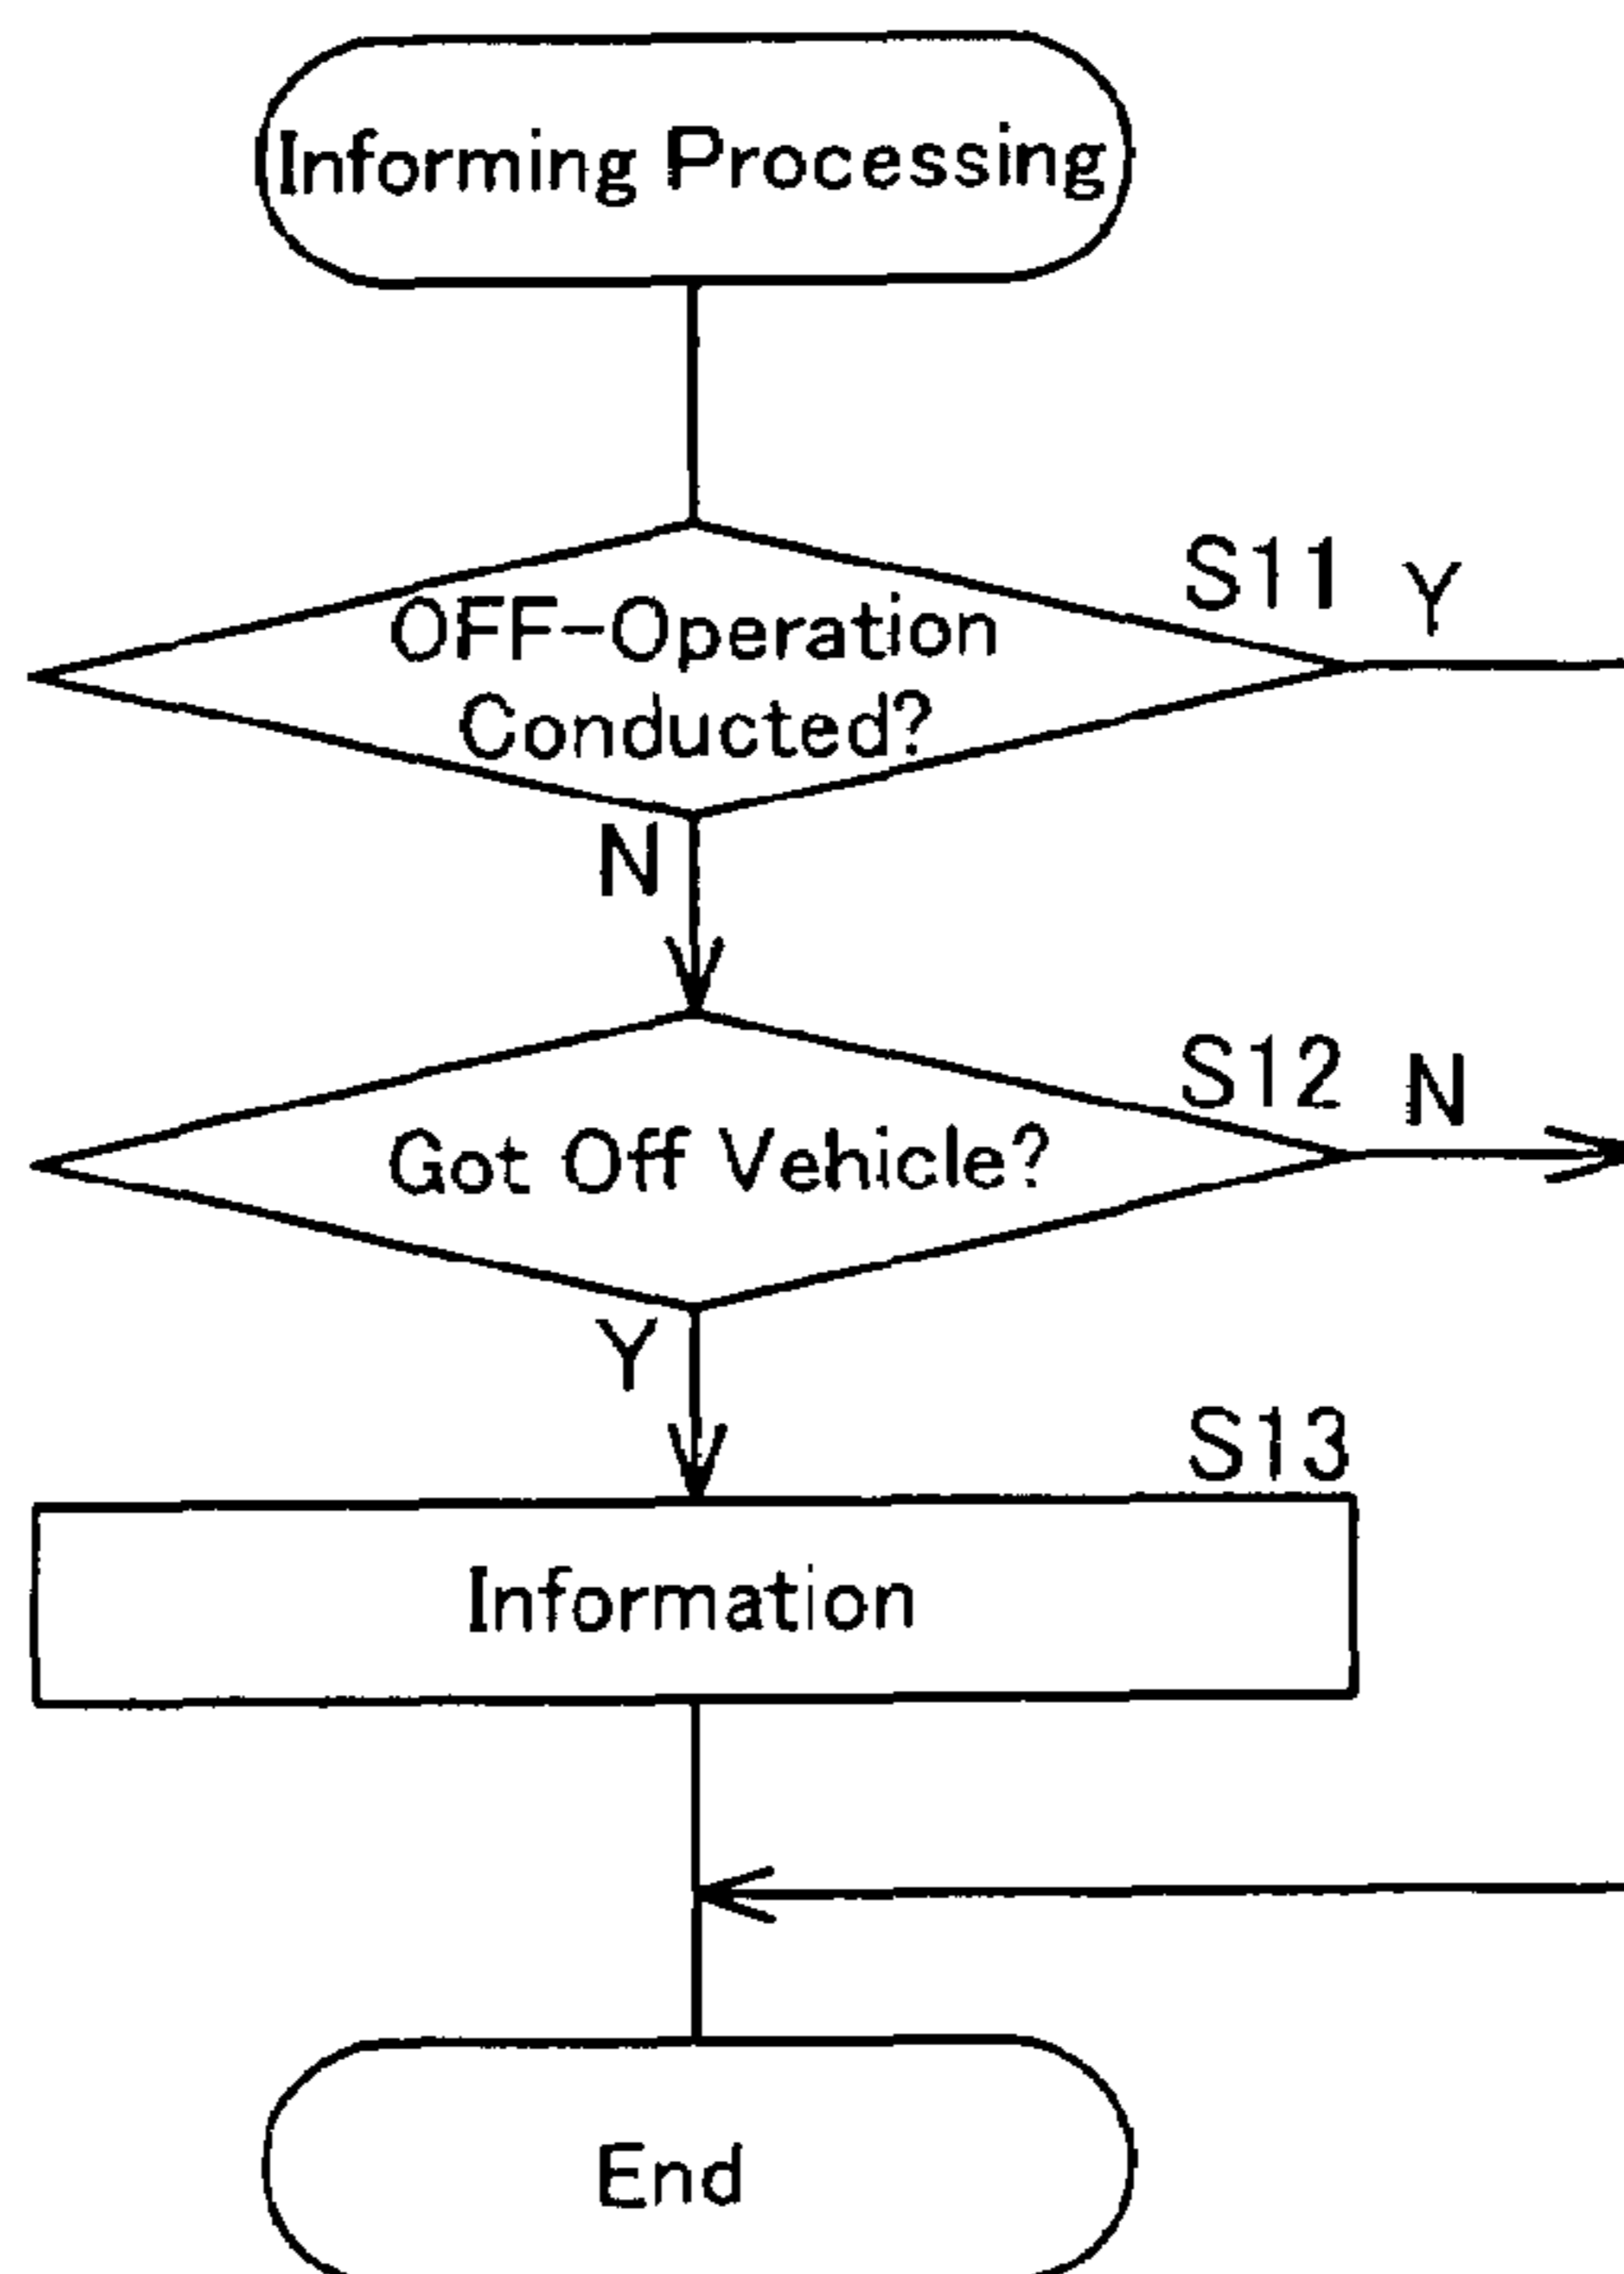 Informing Processing
S11
Y
OFF-Operation
Conducted?
N
S12
N
Got Off Vehicle?
Y
S13
Information
End